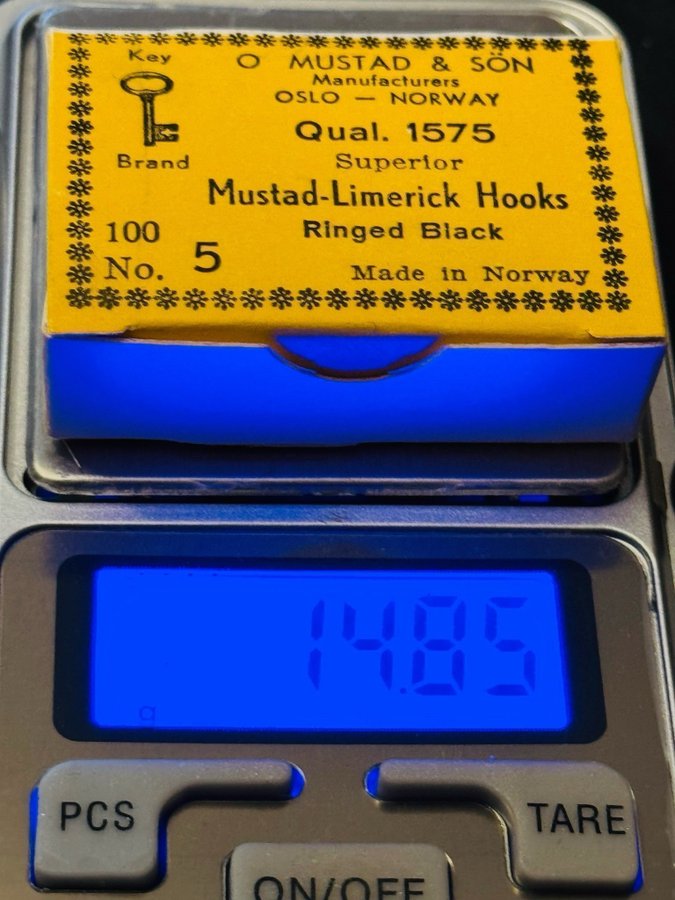 Key
Brand
O MUSTAD & SÖN
Manufacturers
OSLO — NORWAY
Qual. 1575
Superior
Mustad-Limerick Hooks
Ringed Black
100
No. 5
Made in Norway
14.85
g
PCS
TARE
ON/OFF